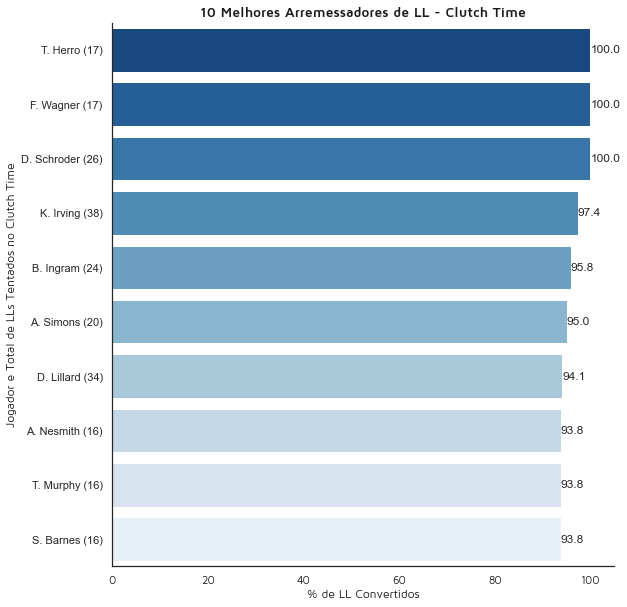 10 Melhores Arremessadores de LL - Clutch Time
Jogador e Total de LLs Tentados no Clutch Time
T. Herro (17) 100.0
F. Wagner (17) 100.0
D. Schroder (26) 100.0
K. Irving (38) 97.4
B. Ingram (24) 95.8
A. Simons (20) 95.0
D. Lillard (34) 94.1
A. Nesmith (16) 93.8
T. Murphy (16) 93.8
S. Barnes (16) 93.8
0 20 40 60 80 100
% de LL Convertidos